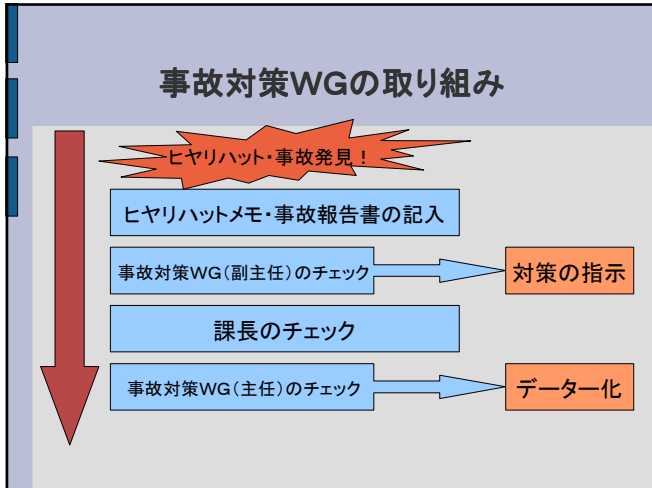 事故対策WGの取り組み
ヒヤリハット・事故発見！
ヒヤリハットメモ・事故報告書の記入
事故対策WG(副主任)のチェック
対策の指示
課長のチェック
事故対策WG(主任)のチェック
データー化